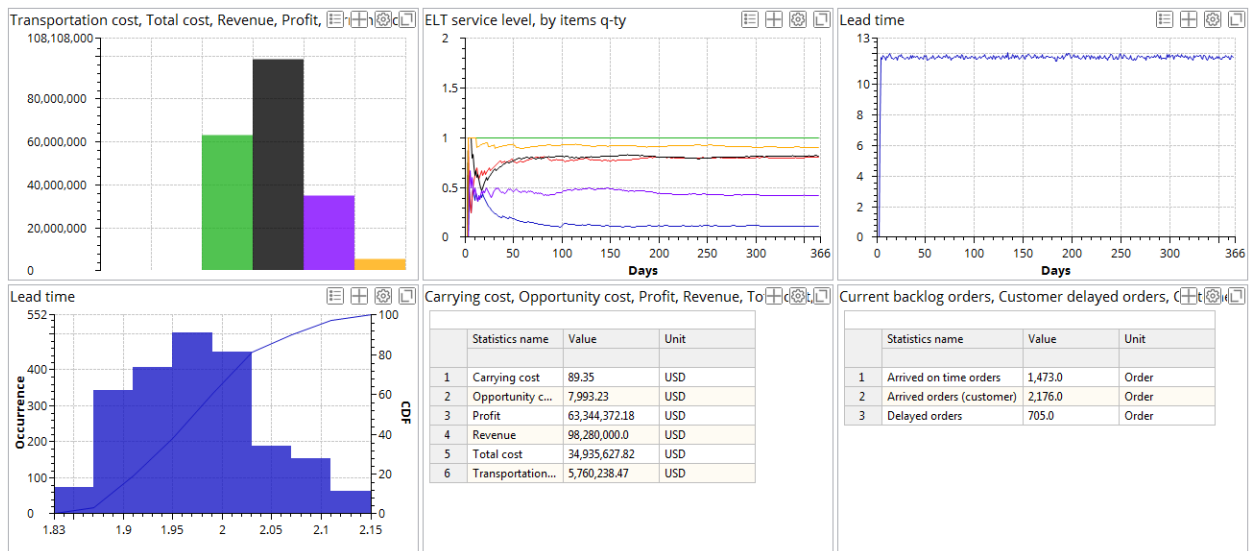 Transportation cost, Total cost, Revenue, Profit,
108,108,000
80,000,000
60,000,000
40,000,000
20,000,000
0
ELT service level, by items q-ty
2
1.5
1
0.5
0
0 50 100 150 200 250 300 366
Days
Lead time
13
10
8
6
4
2
0
0 50 100 150 200 250 300 366
Days
Lead time
552
400
300
200
100
0
Occurrence
100
80
60
40
20
0
CDF
1.83 1.9 1.95 2 2.05 2.1 2.15
Carrying cost, Opportunity cost, Profit, Revenue,
Statistics name Value Unit
1 Carrying cost 89.35 USD
2 Opportunity c... 7,993.23 USD
3 Profit 63,344,372.18 USD
4 Revenue 98,280,000.0 USD
5 Total cost 34,935,627.82 USD
6 Transportation... 5,760,238.47 USD
Current backlog orders, Customer delayed orders,
Statistics name Value Unit
1 Arrived on time orders 1,473.0 Order
2 Arrived orders (customer) 2,176.0 Order
3 Delayed orders 705.0 Order